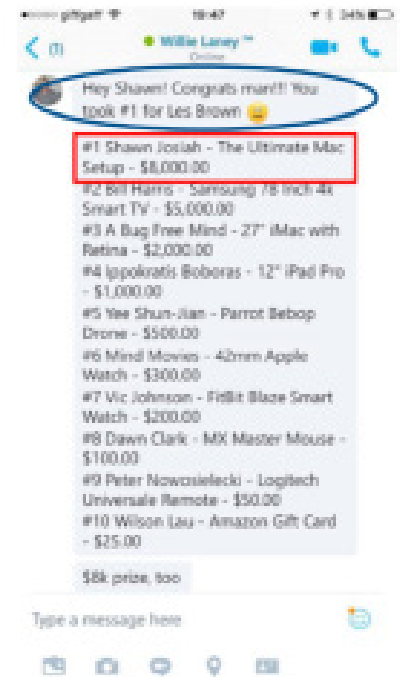 giffgaff 19:47 34%
(1) Willie Laney ™
Online
Hey Shawn! Congrats man!!! You
took #1 for Les Brown
#1 Shawn Josiah - The Ultimate Mac
Setup - $8,000.00
#2 Bill Harris - Samsung 78 Inch 4k
Smart TV - $5,000.00
#3 A Bug Free Mind - 27" iMac with
Retina - $2,000.00
#4 Ippokratis Boboras - 12" iPad Pro
- $1,000.00
#5 Yee Shun-Jian - Parrot Bebop
Drone - $500.00
#6 Mind Movies - 42mm Apple
Watch - $300.00
#7 Vic Johnson - FitBit Blaze Smart
Watch - $200.00
#8 Dawn Clark - MX Master Mouse -
$100.00
#9 Peter Nowosielecki - Logitech
Universale Remote - $50.00
#10 Wilson Lau - Amazon Gift Card
- $25.00
$8k prize, too
Type a message here